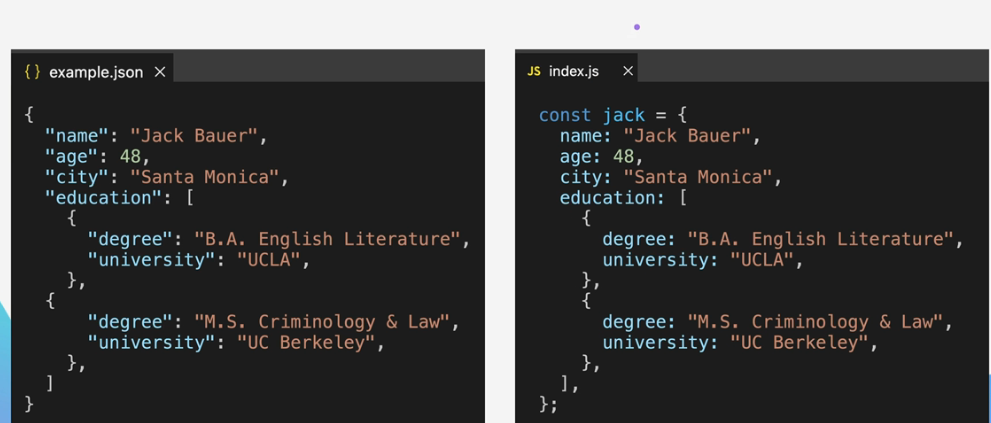 { } example.json ×
{
"name": "Jack Bauer",
"age": 48,
"city": "Santa Monica",
"education": [
{
"degree": "B.A. English Literature",
"university": "UCLA",
},
{
"degree": "M.S. Criminology & Law",
"university": "UC Berkeley",
},
]
}
JS index.js ×
const jack = {
name: "Jack Bauer",
age: 48,
city: "Santa Monica",
education: [
{
degree: "B.A. English Literature",
university: "UCLA",
},
{
degree: "M.S. Criminology & Law",
university: "UC Berkeley",
},
],
};